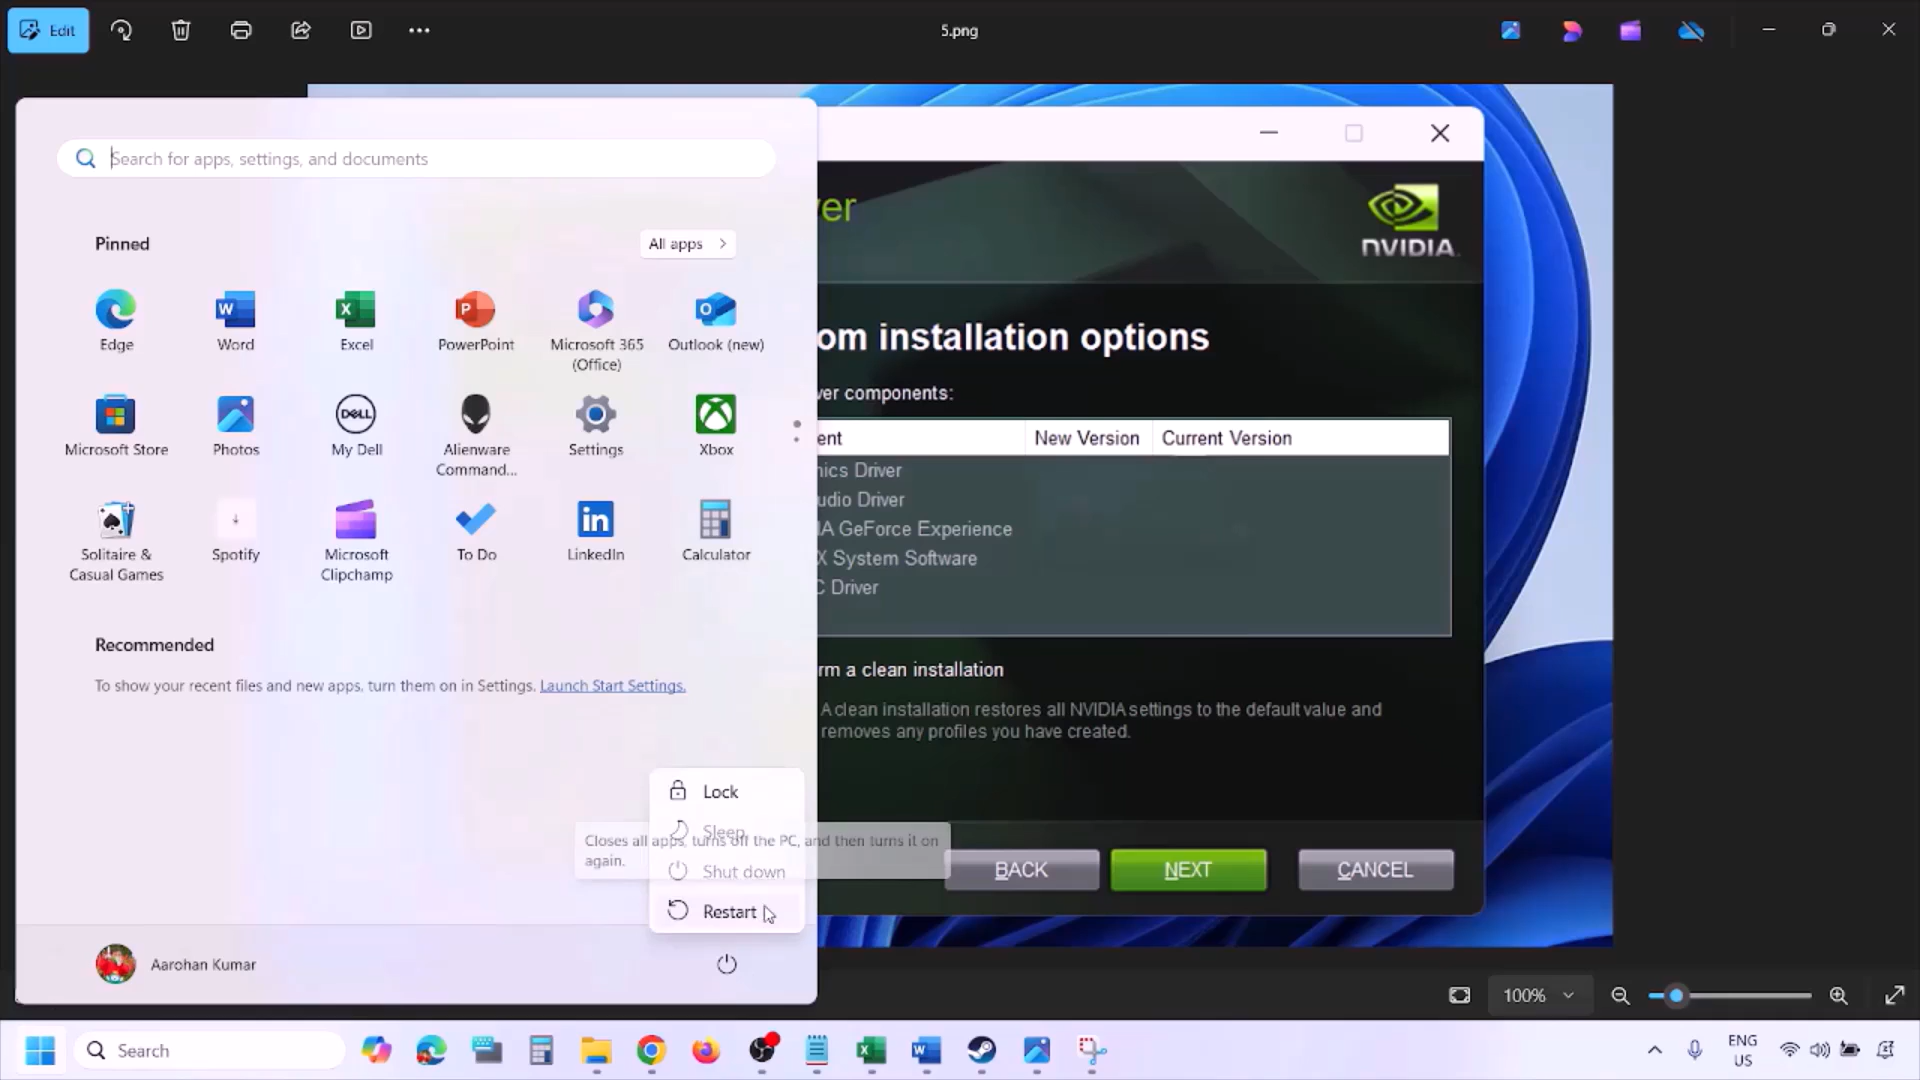 Edit
5.png
Search for apps, settings, and documents
Pinned
All apps
Edge
Word
Excel
PowerPoint
Microsoft 365
(Office)
Outlook (new)
Microsoft Store
Photos
DELL
My Dell
Alienware
Command...
Settings
Xbox
Solitaire &
Casual Games
Spotify
Microsoft
Clipchamp
To Do
LinkedIn
Calculator
Recommended
To show your recent files and new apps, turn them on in Settings. Launch Start Settings.
Lock
Sleep
Closes all apps, turns off the PC, and then turns it on
again.
Shut down
Restart
Aarohan Kumar
ver
NVIDIA.
om installation options
ver components:
ent
New Version
Current Version
nics Driver
udio Driver
IA GeForce Experience
X System Software
C Driver
rm a clean installation
A clean installation restores all NVIDIA settings to the default value and
removes any profiles you have created.
BACK
NEXT
CANCEL
100%
Search
ENG
US